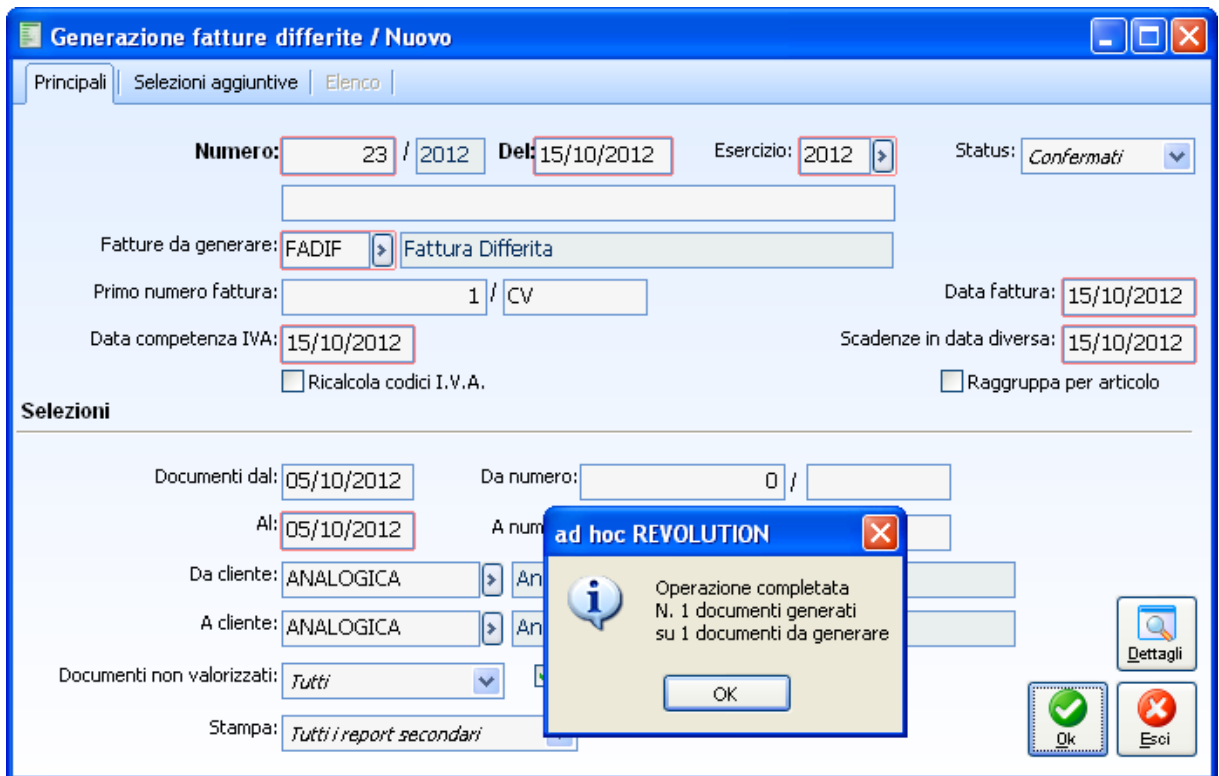 Generazione fatture differite / Nuovo
Principali Selezioni aggiuntive Elenco
Numero: 23 / 2012 Del: 15/10/2012 Esercizio: 2012 Status: Confermati
Fatture da generare: FADIF Fattura Differita
Primo numero fattura: 1 / CV Data fattura: 15/10/2012
Data competenza IVA: 15/10/2012 Scadenze in data diversa: 15/10/2012
Ricalcola codici I.V.A. Raggruppa per articolo
Selezioni
Documenti dal: 05/10/2012 Da numero: 0 /
Al: 05/10/2012 A num
Da cliente: ANALOGICA An
A cliente: ANALOGICA An
Documenti non valorizzati: Tutti
Stampa: Tutti i report secondari
ad hoc REVOLUTION
Operazione completata
N. 1 documenti generati
su 1 documenti da generare
OK
Dettagli
Ok Esci